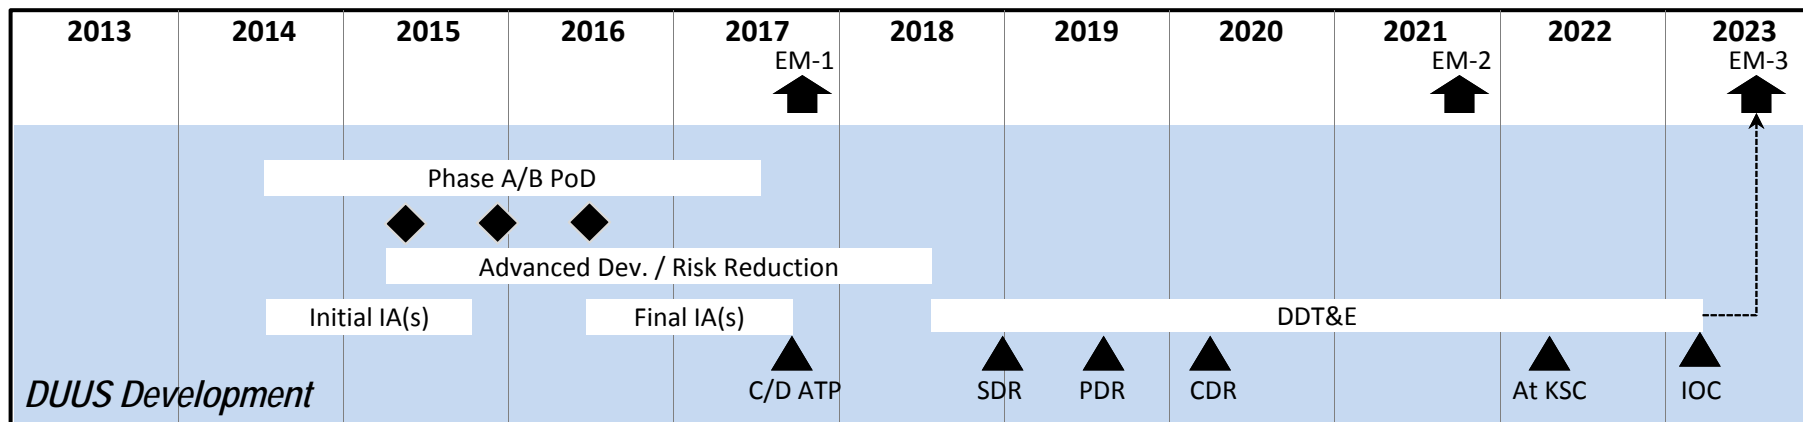 2013 2014 2015 2016 2017 2018 2019 2020 2021 2022 2023
EM-1 EM-2 EM-3
Phase A/B PoD
Advanced Dev. / Risk Reduction
Initial IA(s) Final IA(s) DDT&E
C/D ATP SDR PDR CDR At KSC IOC
DUUS Development